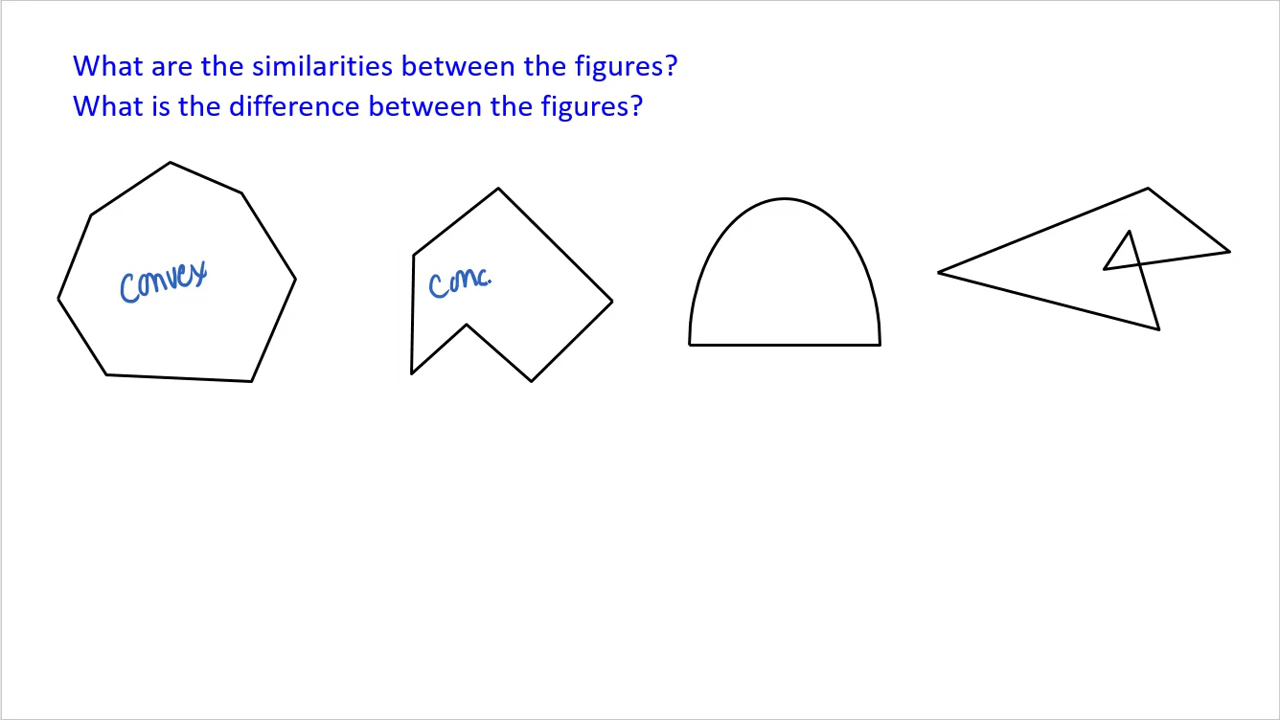 What are the similarities between the figures?
What is the difference between the figures?
Convex
Conc.